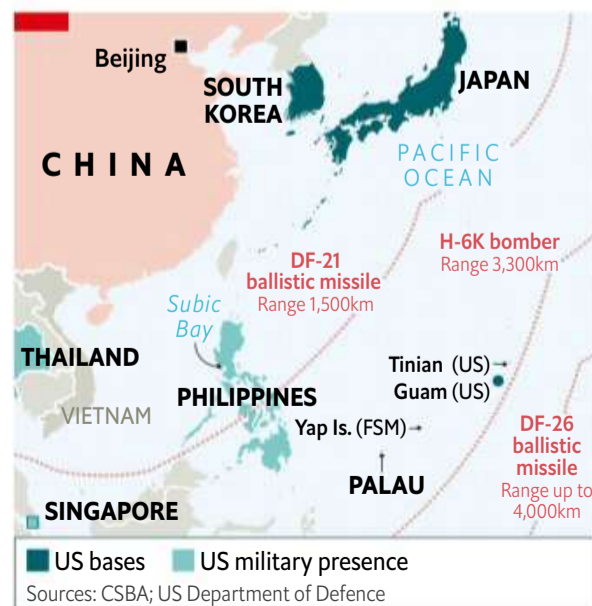 Beijing
SOUTH
KOREA
JAPAN
CHINA
PACIFIC
OCEAN
H-6K bomber
Range 3,300km
DF-21
ballistic missile
Range 1,500km
Subic
Bay
THAILAND
Tinian (US)
Guam (US)
PHILIPPINES
VIETNAM
Yap Is. (FSM)
DF-26
ballistic
missile
Range up to
4,000km
PALAU
SINGAPORE
US bases
US military presence
Sources: CSBA; US Department of Defence